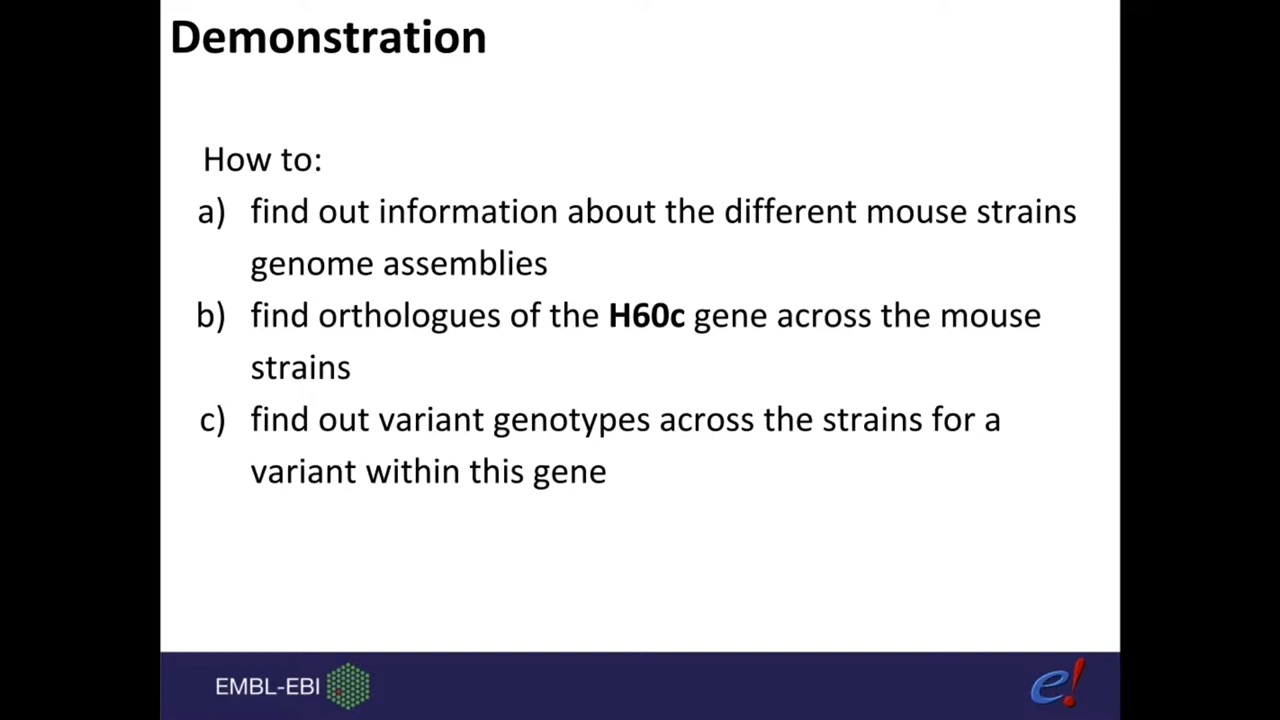 Demonstration
How to:
a) find out information about the different mouse strains
genome assemblies
b) find orthologues of the H60c gene across the mouse
strains
c) find out variant genotypes across the strains for a
variant within this gene
EMBL-EBI
e!